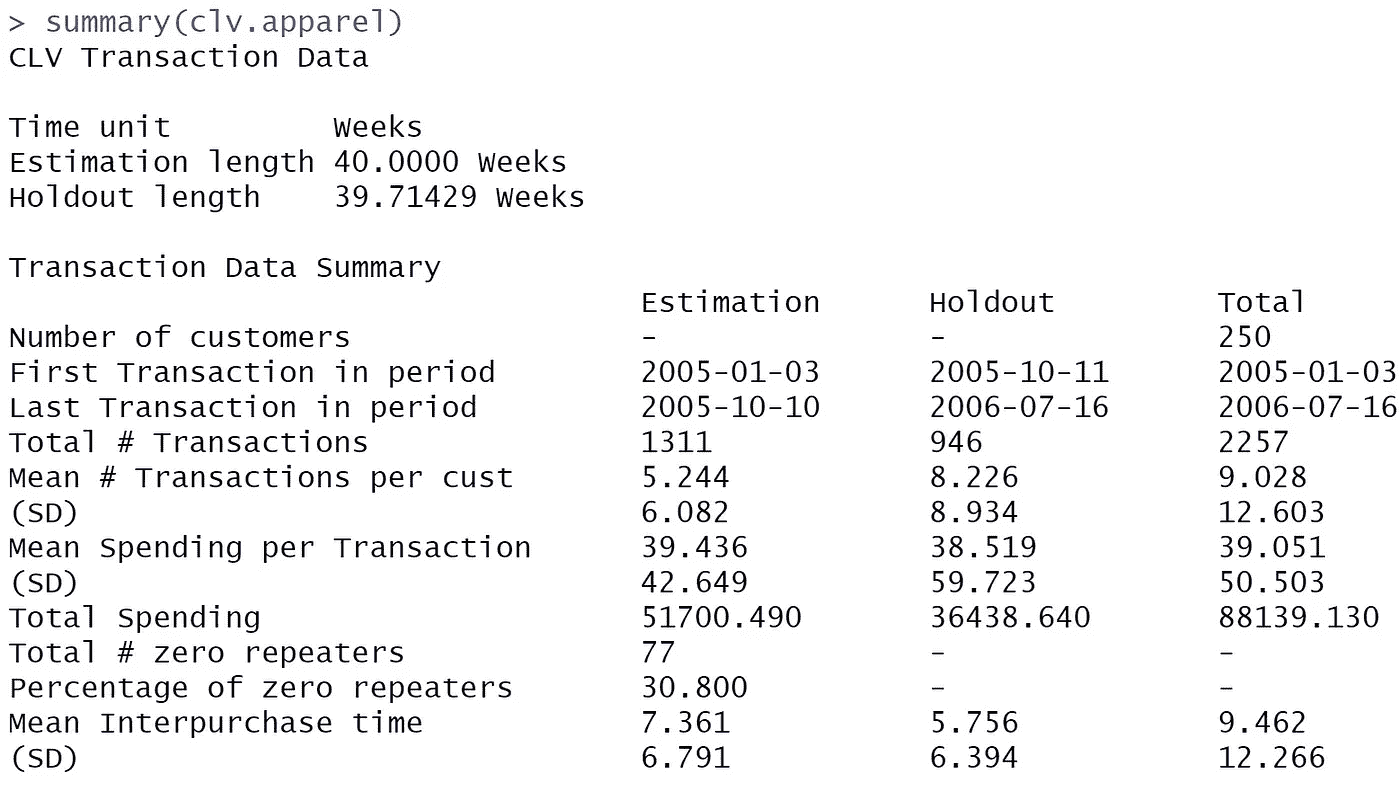 > summary(clv.apparel)
CLV Transaction Data
Time unit Weeks
Estimation length 40.0000 Weeks
Holdout length 39.71429 Weeks
Transaction Data Summary
Estimation Holdout Total
Number of customers - - 250
First Transaction in period 2005-01-03 2005-10-11 2005-01-03
Last Transaction in period 2005-10-10 2006-07-16 2006-07-16
Total # Transactions 1311 946 2257
Mean # Transactions per cust 5.244 8.226 9.028
(SD) 6.082 8.934 12.603
Mean Spending per Transaction 39.436 38.519 39.051
(SD) 42.649 59.723 50.503
Total Spending 51700.490 36438.640 88139.130
Total # zero repeaters 77 - -
Percentage of zero repeaters 30.800 - -
Mean Interpurchase time 7.361 5.756 9.462
(SD) 6.791 6.394 12.266